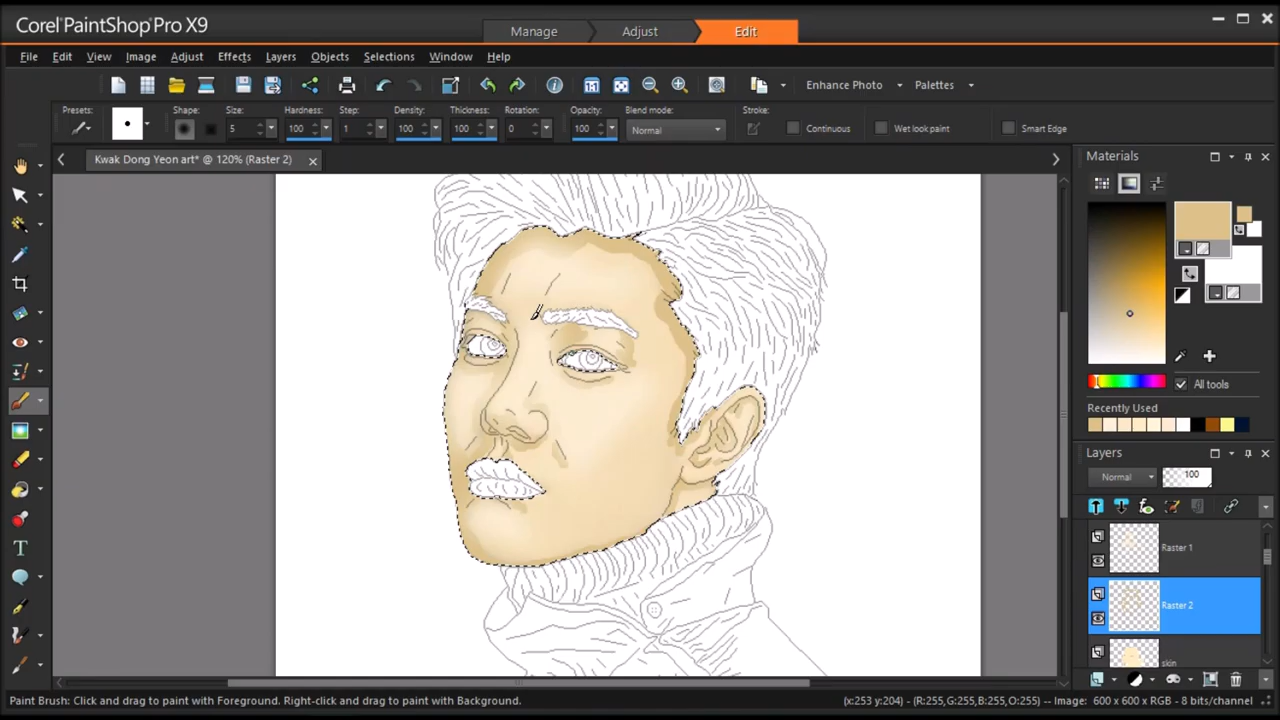 Corel PaintShop Pro X9
Manage Adjust Edit
File Edit View Image Adjust Effects Layers Objects Selections Window Help
Enhance Photo Palettes
Presets: Shape: Size: Hardness: Step: Density: Thickness: Rotation: Opacity: Blend mode: Stroke:
5 100 1 100 100 0 100 Normal Continuous Wet look paint Smart Edge
Kwak Dong Yeon art* @ 120% (Raster 2)
Materials
All tools
Recently Used
Layers
Normal 100
Raster 1
Raster 2
skin
Paint Brush: Click and drag to paint with Foreground. Right-click and drag to paint with Background.
(x:253 y:204) - (R:255,G:255,B:255,O:255) -- Image: 600 x 600 x RGB - 8 bits/channel